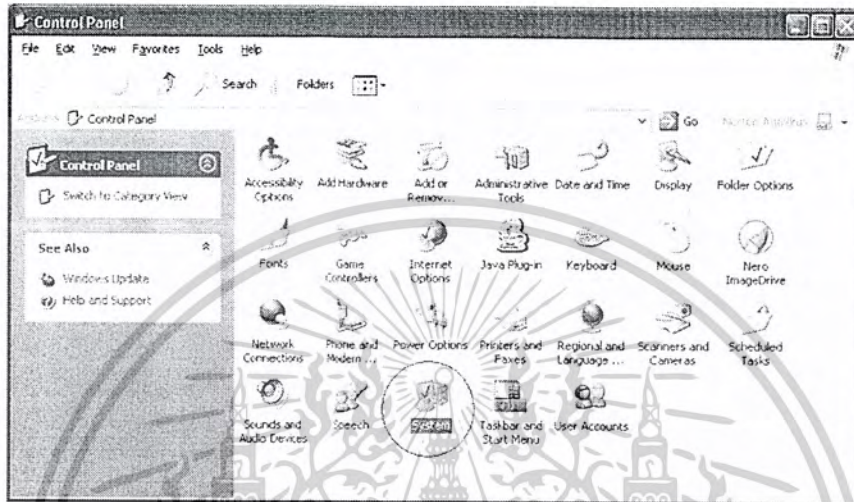 Control Panel
File Edit View Favorites Tools Help
Search Folders
Address Control Panel Go Norton AntiVirus
Control Panel
Switch to Category View
See Also
Windows Update
Help and Support
Accessibility Options
Add Hardware
Add or Remov...
Administrative Tools
Date and Time
Display
Folder Options
Fonts
Game Controllers
Internet Options
Java Plug-in
Keyboard
Mouse
Nero ImageDrive
Network Connections
Phone and Modem ...
Power Options
Printers and Faxes
Regional and Language ...
Scanners and Cameras
Scheduled Tasks
Sounds and Audio Devices
Speech
System
Taskbar and Start Menu
User Accounts